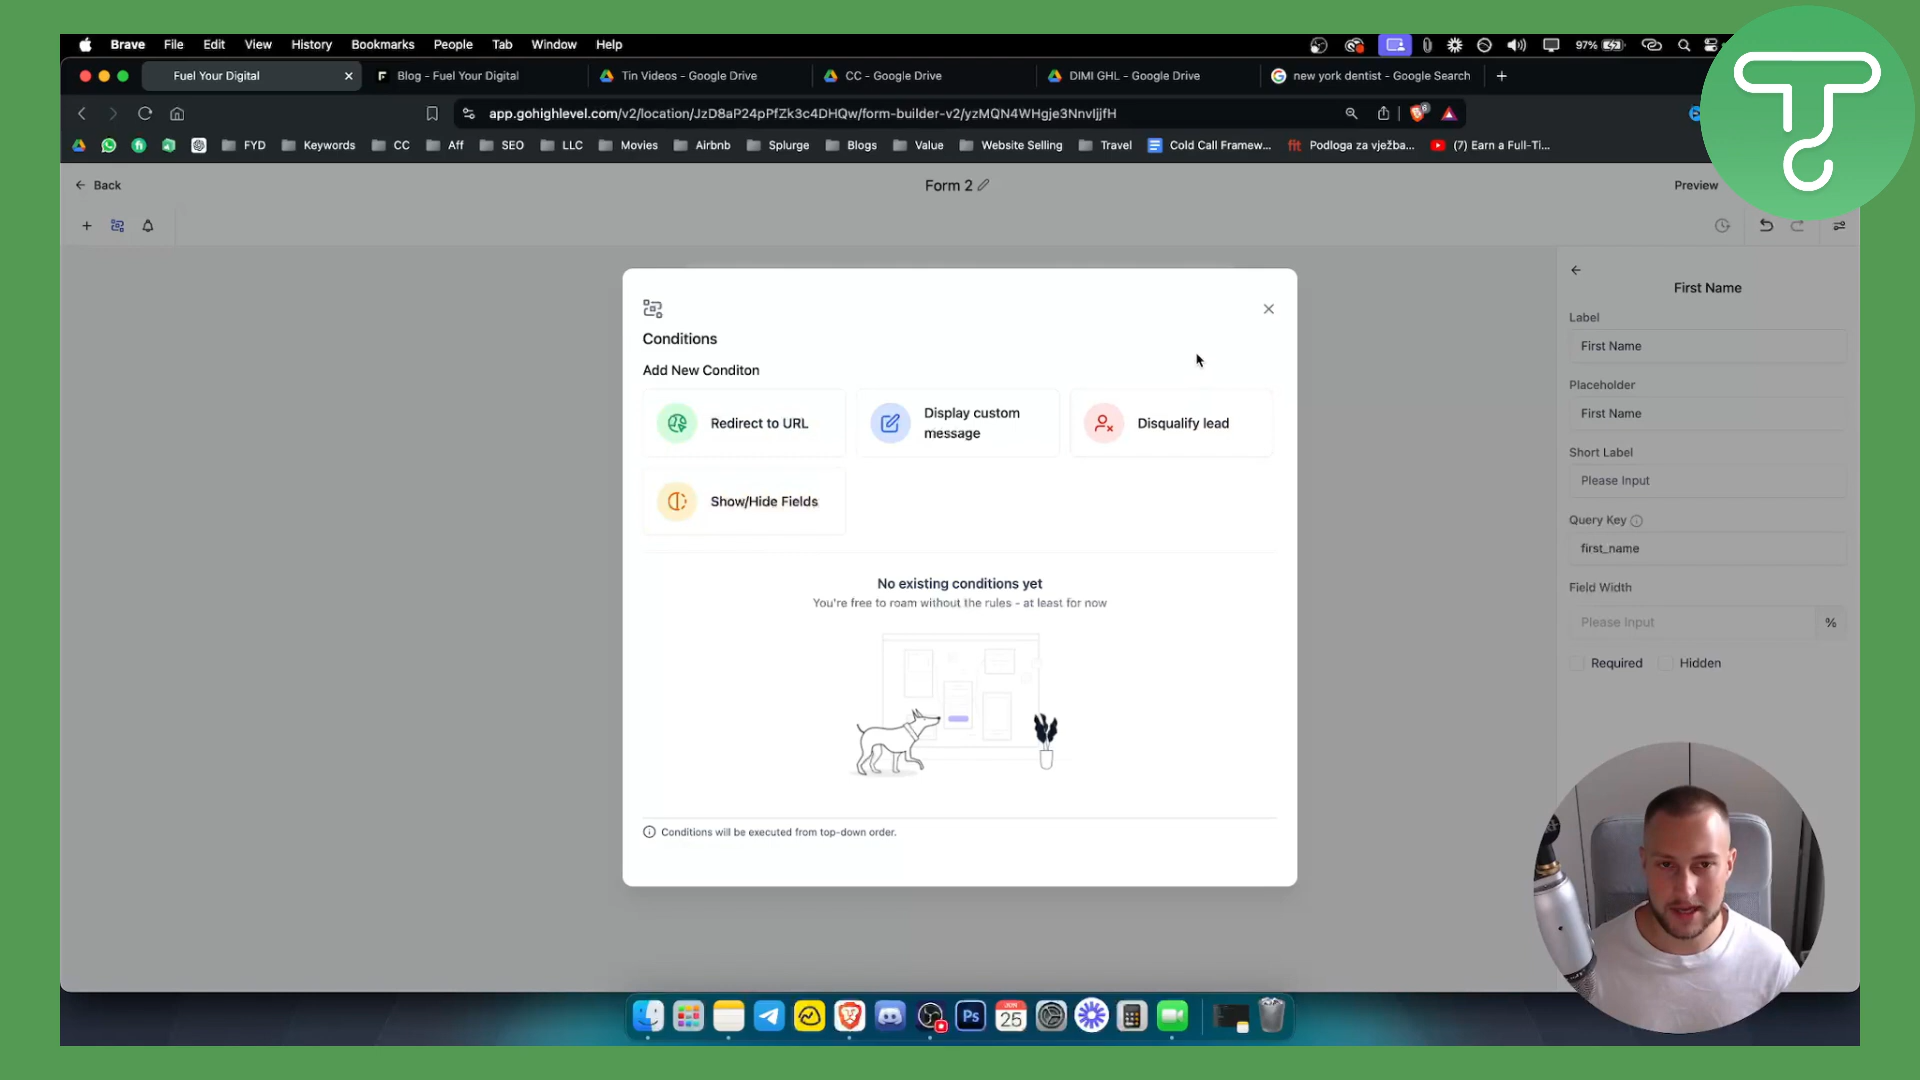 Brave File Edit View History Bookmarks People Tab Window Help 97%
Fuel Your Digital Blog - Fuel Your Digital Tin Videos - Google Drive CC - Google Drive DIMI GHL - Google Drive new york dentist - Google Search
app.gohighlevel.com/v2/location/JzD8aP24pPfZk3c4DHQw/form-builder-v2/yzMQN4WHgje3NnvIjjfH
FYD Keywords CC Aff SEO LLC Movies Airbnb Splurge Blogs Value Website Selling Travel Cold Call Framew... Podloga za vježba... (7) Earn a Full-Ti...
Back Form 2 Preview
Conditions
Add New Conditon
Redirect to URL
Display custom
message
Disqualify lead
Show/Hide Fields
No existing conditions yet
You're free to roam without the rules - at least for now
Conditions will be executed from top-down order.
First Name
Label
First Name
Placeholder
First Name
Short Label
Please Input
Query Key
first_name
Field Width
Please Input %
Required Hidden
Ps
JUN
25